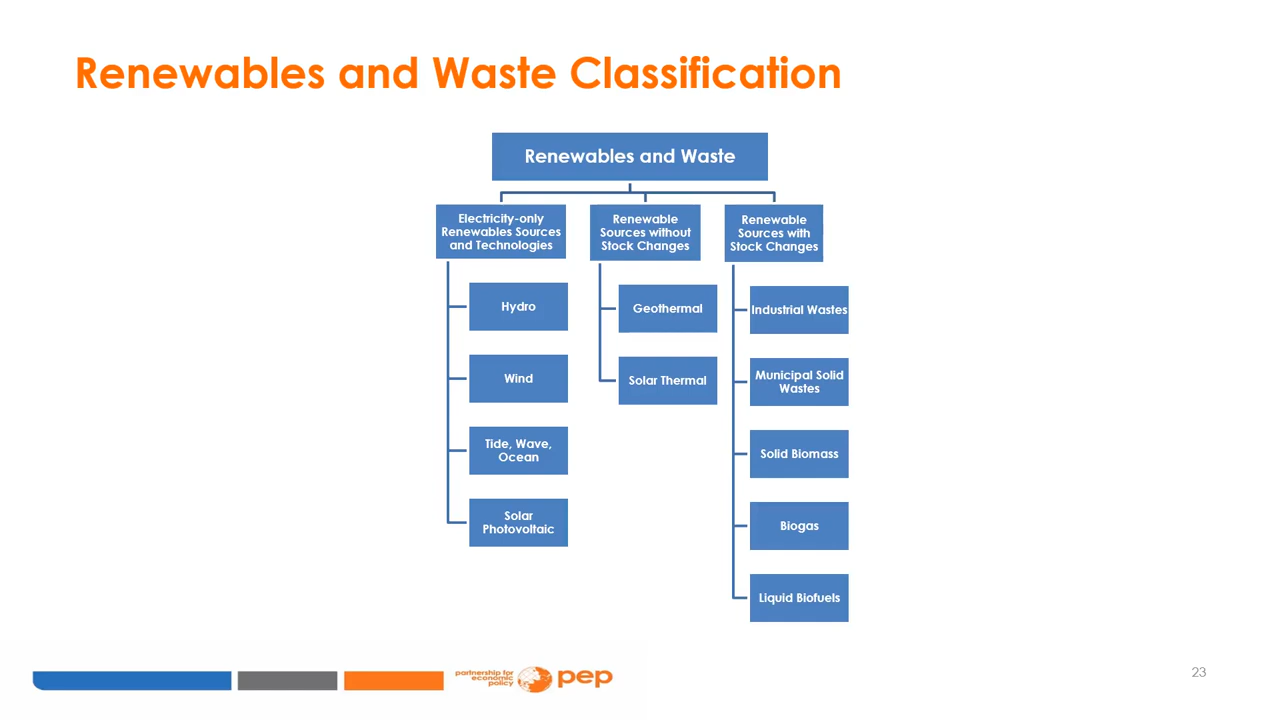 Renewables and Waste Classification
Renewables and Waste
Electricity-only
Renewables Sources
and Technologies
Hydro
Wind
Tide, Wave,
Ocean
Solar
Photovoltaic
Renewable
Sources without
Stock Changes
Geothermal
Solar Thermal
Renewable
Sources with
Stock Changes
Industrial Wastes
Municipal Solid
Wastes
Solid Biomass
Biogas
Liquid Biofuels
partnership for
economic
policy
pep
23